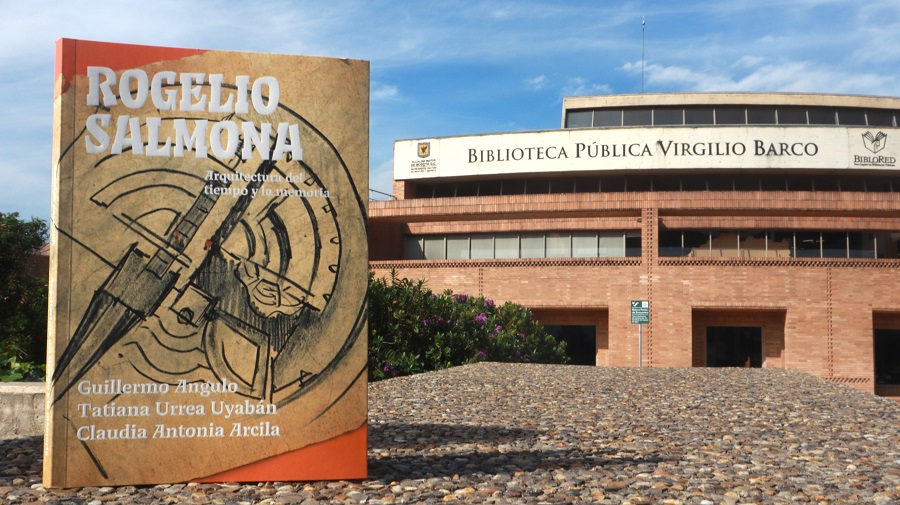 ROGELIO
SALMONA
Arquitectura del
tiempo y la memoria
Guillermo Angulo
Tatiana Urrea Uyabán
Claudia Antonia Arcila
BIBLIOTECA PÚBLICA VIRGILIO BARCO
BIBLORED